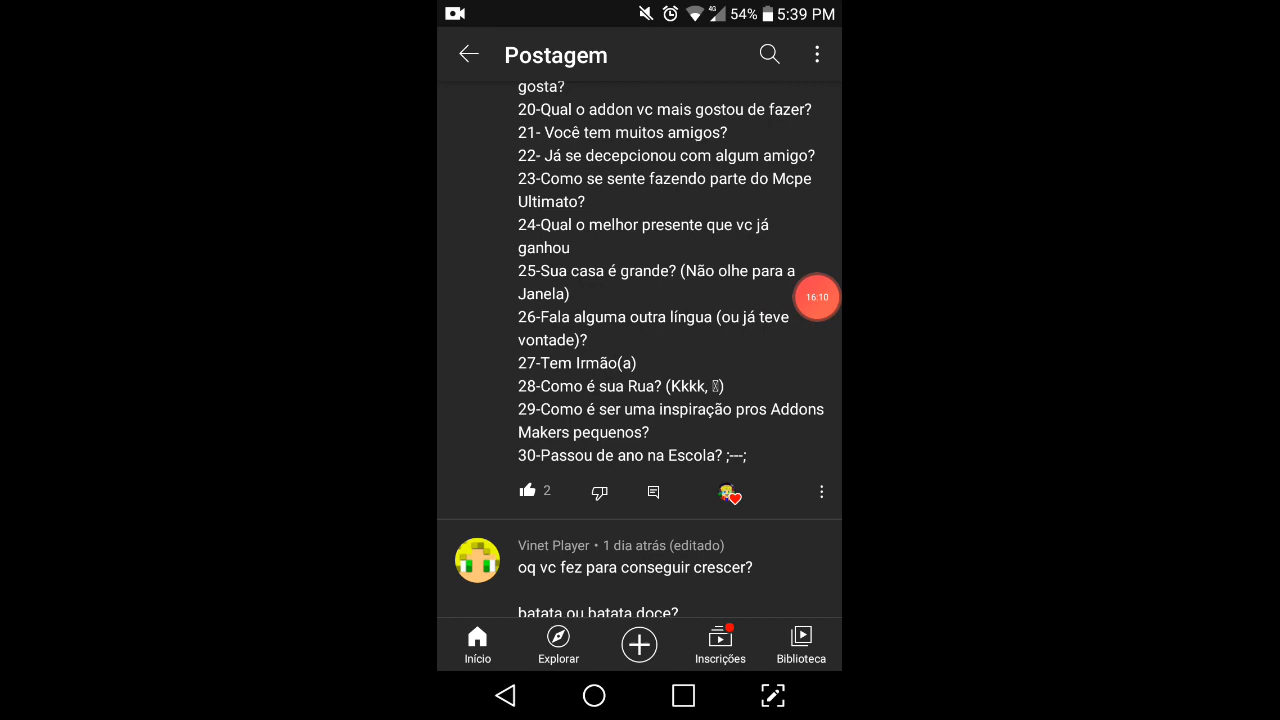 4G 54% 5:39 PM
Postagem
gosta?
20-Qual o addon vc mais gostou de fazer?
21- Você tem muitos amigos?
22- Já se decepcionou com algum amigo?
23-Como se sente fazendo parte do Mcpe
Ultimato?
24-Qual o melhor presente que vc já
ganhou
25-Sua casa é grande? (Não olhe para a
Janela)
16:10
26-Fala alguma outra língua (ou já teve
vontade)?
27-Tem Irmão(a)
28-Como é sua Rua? (Kkkk, )
29-Como é ser uma inspiração pros Addons
Makers pequenos?
30-Passou de ano na Escola? ;---;
2
Vinet Player • 1 dia atrás (editado)
oq vc fez para conseguir crescer?
batata ou batata doce?
Início Explorar Inscrições Biblioteca